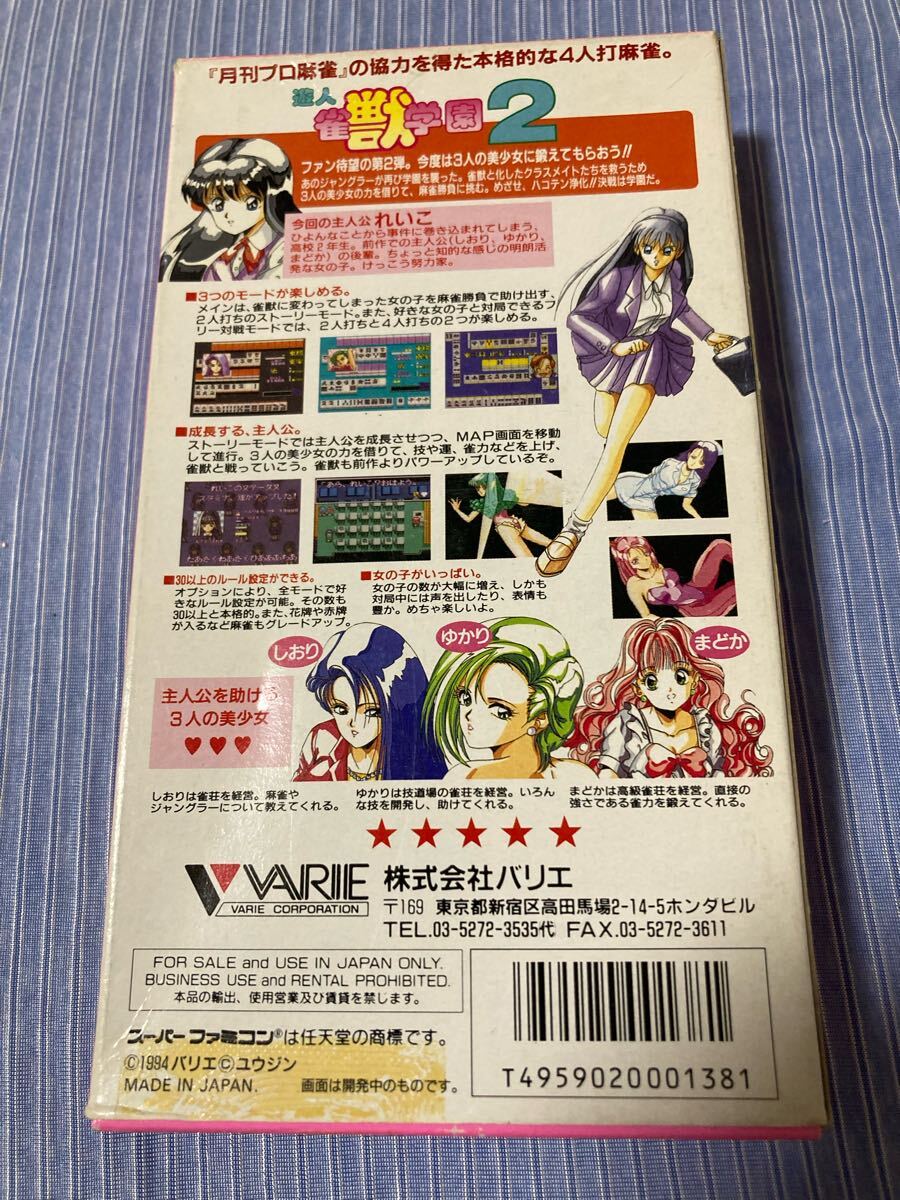 『月刊プロ麻雀』の協力を得た本格的な4人打麻雀。
遊人
雀獣学園2
ファン待望の第2弾。今度は3人の美少女に鍛えてもらおう!!
あのジャングラーが再び学園を襲った。雀獣と化したクラスメイトたちを救うため
3人の美少女の力を借りて、麻雀勝負に挑む。めざせ、ハコテン浄化!!決戦は学園だ。
今回の主人公 れいこ
ひょんなことから事件に巻き込まれてしまう、
高校2年生。前作での主人公(しおり、ゆかり、
まどか)の後輩。ちょっと知的な感じの明朗活
発な女の子。けっこう努力家。
■3つのモードが楽しめる。
メインは、雀獣に変わってしまった女の子を麻雀勝負で助け出す、
2人打ちのストーリーモード。また、好きな女の子と対局できるフ
リー対戦モードでは、2人打ちと4人打ちの2つが楽しめる。
■成長する、主人公。
ストーリーモードでは主人公を成長させつつ、MAP画面を移動
して進行。3人の美少女の力を借りて、技や運、雀力などを上げ、
雀獣と戦っていこう。雀獣も前作よりパワーアップしているぞ。
れいこのステータス
「あら、れいこ!おはよう。
■30以上のルール設定ができる。
オプションにより、全モードで好
きなルール設定が可能。その数も
30以上と本格的。また、花牌や赤牌
が入るなど麻雀もグレードアップ。
■女の子がいっぱい。
女の子の数が大幅に増え、しかも
対局中には声を出したり、表情も
豊か。めちゃ楽しいよ。
しおり
ゆかり
まどか
主人公を助ける
3人の美少女
♥♥♥
しおりは雀荘を経営。麻雀や
ジャングラーについて教えてくれる。
ゆかりは技道場の雀荘を経営。いろん
な技を開発し、助けてくれる。
まどかは高級雀荘を経営。直接の
強さである雀力を鍛えてくれる。
★★★★★
VARIE
VARIE CORPORATION
株式会社バリエ
〒169 東京都新宿区高田馬場2-14-5ホンダビル
TEL.03-5272-3535代 FAX.03-5272-3611
FOR SALE and USE IN JAPAN ONLY.
BUSINESS USE and RENTAL PROHIBITED.
本品の輸出、使用営業及び賃貸を禁じます。
スーパーファミコン®は任天堂の商標です。
©1994 バリエ©ユウジン
MADE IN JAPAN.
画面は開発中のものです。
T4959020001381